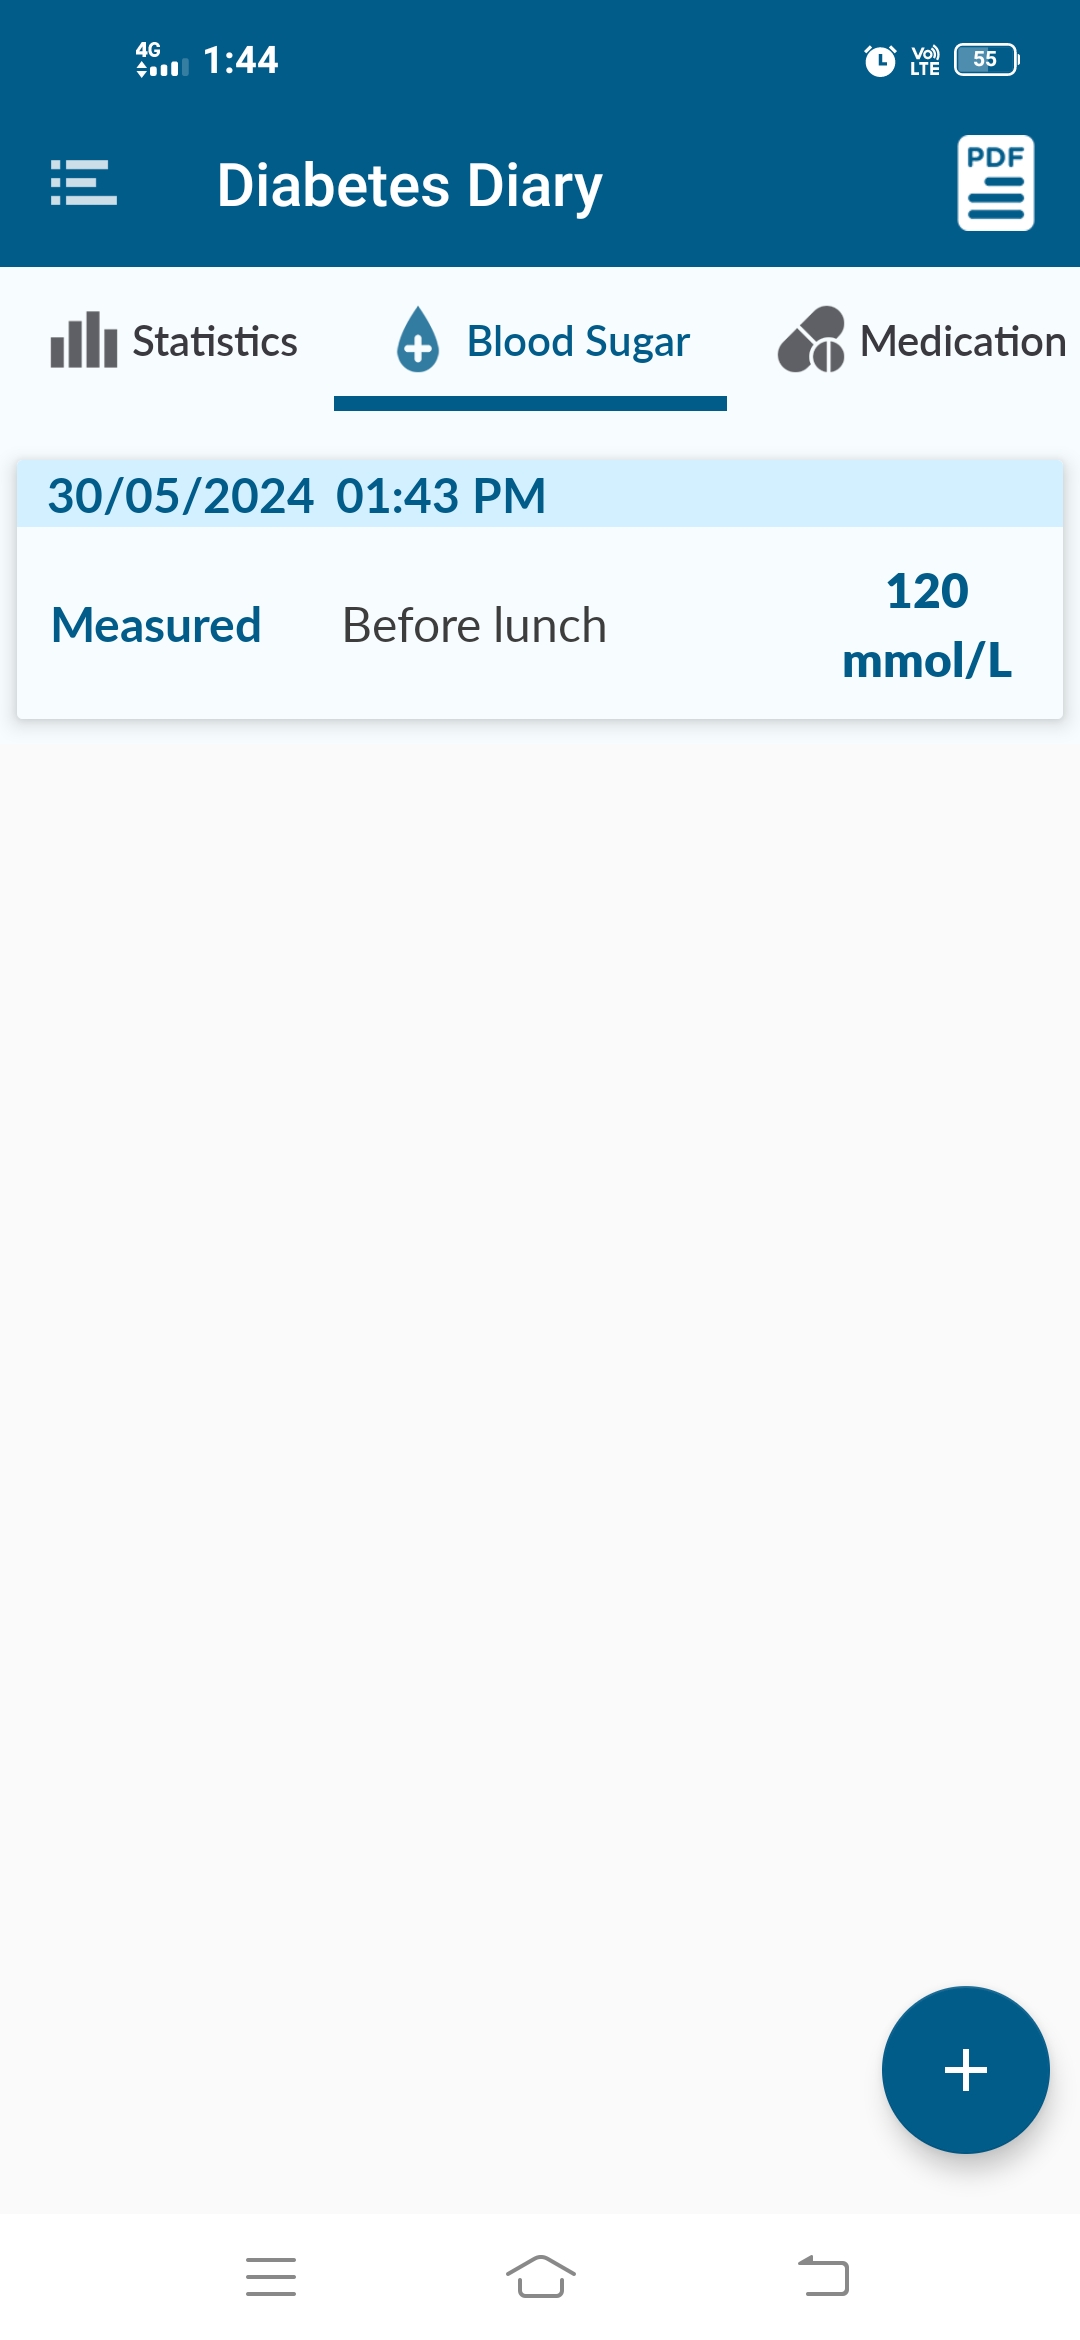 4G 1:44 Vo) LTE 55
Diabetes Diary PDF
Statistics Blood Sugar Medication
30/05/2024 01:43 PM
Measured Before lunch 120
mmol/L